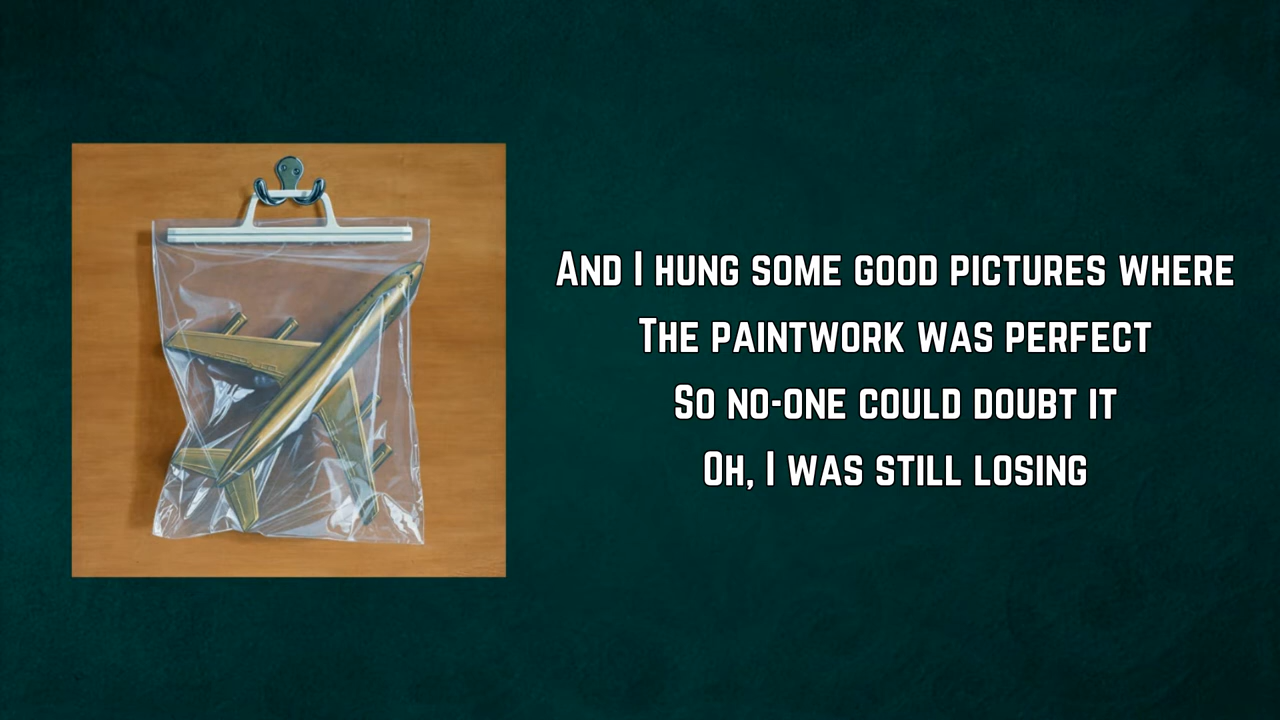 And I hung some good pictures where
The paintwork was perfect
So no-one could doubt it
Oh, I was still losing